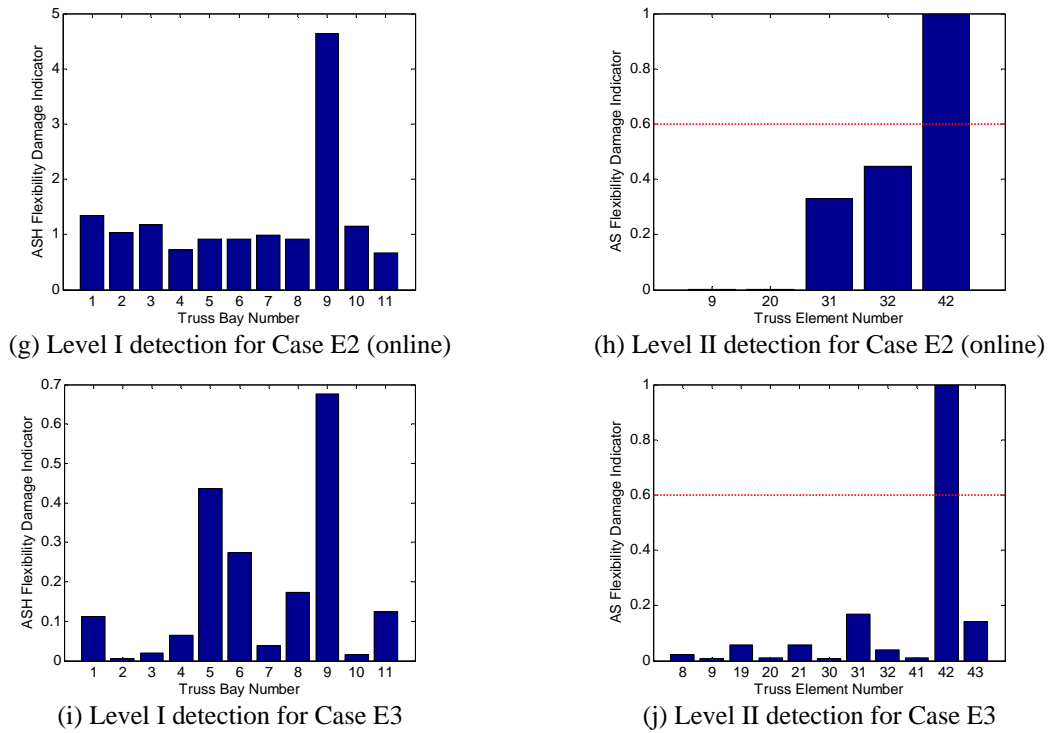 5
4
3
2
1
0
ASH Flexibility Damage Indicator
1 2 3 4 5 6 7 8 9 10 11
Truss Bay Number
(g) Level I detection for Case E2 (online)
1
0.8
0.6
0.4
0.2
0
AS Flexibility Damage Indicator
9 20 31 32 42
Truss Element Number
(h) Level II detection for Case E2 (online)
0.7
0.6
0.5
0.4
0.3
0.2
0.1
0
ASH Flexibility Damage Indicator
1 2 3 4 5 6 7 8 9 10 11
Truss Bay Number
(i) Level I detection for Case E3
1
0.8
0.6
0.4
0.2
0
AS Flexibility Damage Indicator
8 9 19 20 21 30 31 32 41 42 43
Truss Element Number
(j) Level II detection for Case E3